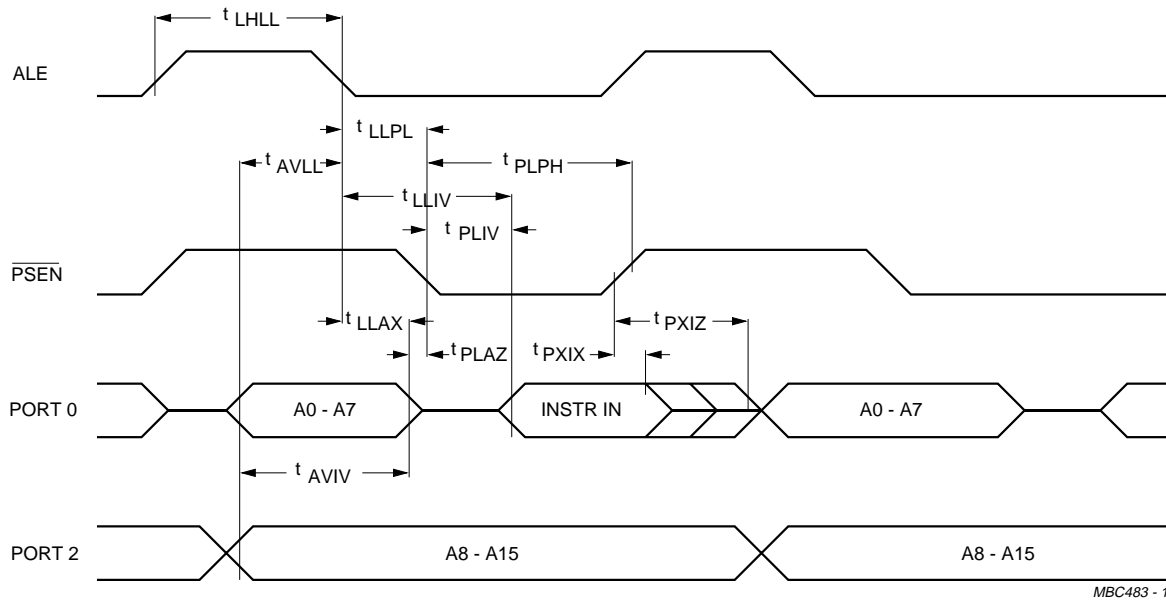 t LHLL
ALE
t LLPL
t AVLL
t PLPH
t LLIV
t PLIV
PSEN
t LLAX
t PXIZ
t PLAZ
t PXIX
PORT 0
A0 - A7
INSTR IN
A0 - A7
t AVIV
PORT 2
A8 - A15
A8 - A15
MBC483 - 1